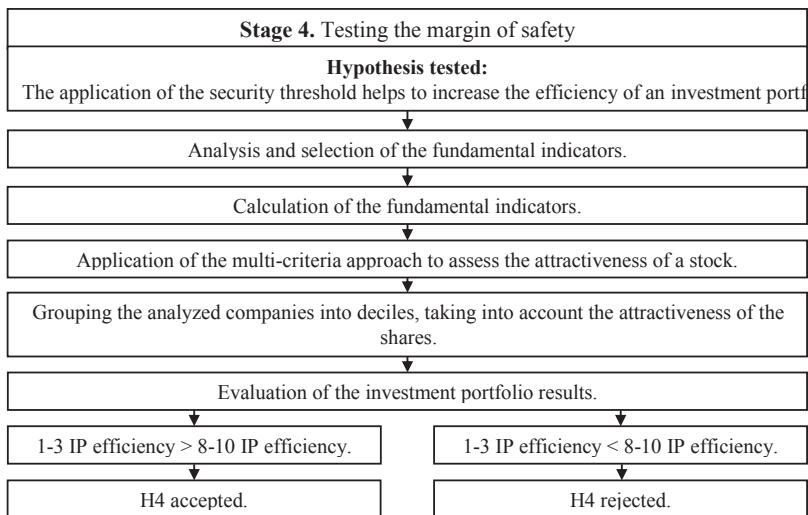 Stage 4. Testing the margin of safety
Hypothesis tested:
The application of the security threshold helps to increase the efficiency of an investment portf
Analysis and selection of the fundamental indicators.
Calculation of the fundamental indicators.
Application of the multi-criteria approach to assess the attractiveness of a stock.
Grouping the analyzed companies into deciles, taking into account the attractiveness of the
shares.
Evaluation of the investment portfolio results.
1-3 IP efficiency > 8-10 IP efficiency.
1-3 IP efficiency < 8-10 IP efficiency.
H4 accepted.
H4 rejected.